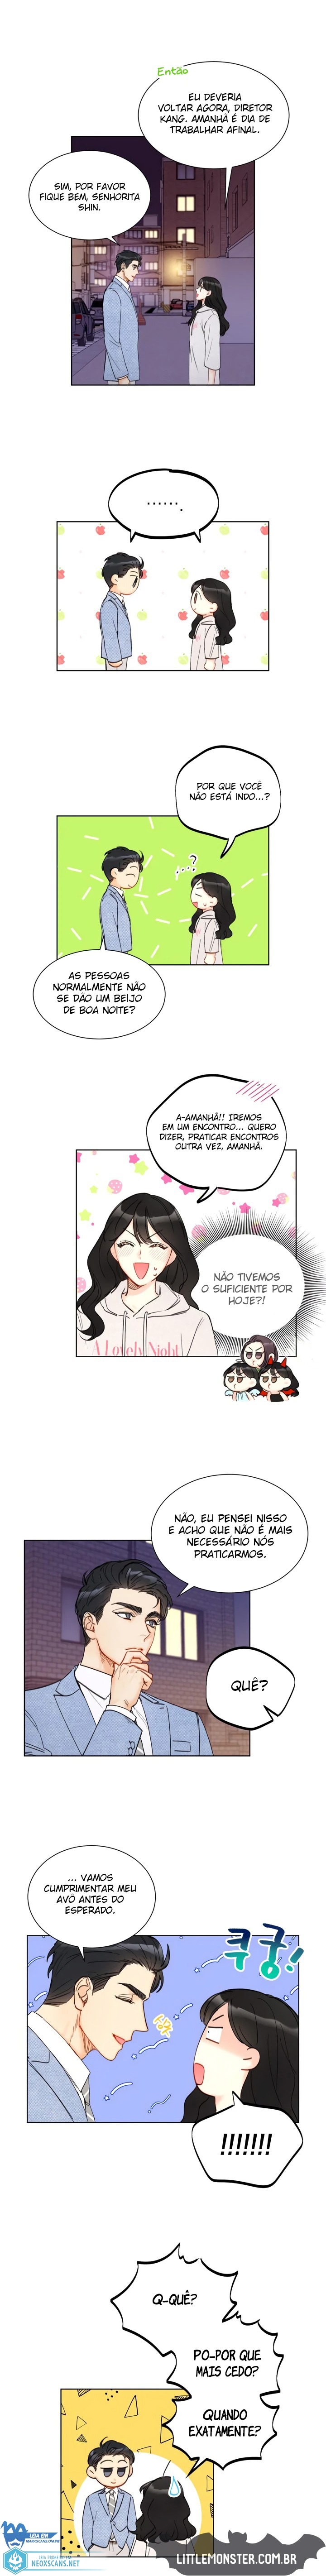 Então
EU DEVERIA
VOLTAR AGORA, DIRETOR
KANG. AMANHÃ É DIA DE
TRABALHAR AFINAL.
SIM, POR FAVOR
FIQUE BEM, SENHORITA
SHIN.
.......
POR QUE VOCÊ
NÃO ESTÁ INDO...?
...?
AS PESSOAS
NORMALMENTE NÃO
SE DÃO UM BEIJO
DE BOA NOITE?
A-AMANHÃ!! IREMOS
EM UM ENCONTRO... QUERO
DIZER, PRATICAR ENCONTROS
OUTRA VEZ, AMANHÃ.
NÃO TIVEMOS
O SUFICIENTE POR
HOJE?!
A Lovely Night
NÃO, EU PENSEI NISSO
E ACHO QUE NÃO É MAIS
NECESSÁRIO NÓS
PRATICARMOS.
QUÊ?
... VAMOS
CUMPRIMENTAR MEU
AVÔ ANTES DO
ESPERADO.
쿠궁!
!!!!!!!
Q-QUÊ?
PO-POR QUE
MAIS CEDO?
QUANDO
EXATAMENTE?
LEIA EM
NEOXSCANS.NET
LITTLEMONSTER.COM.BR